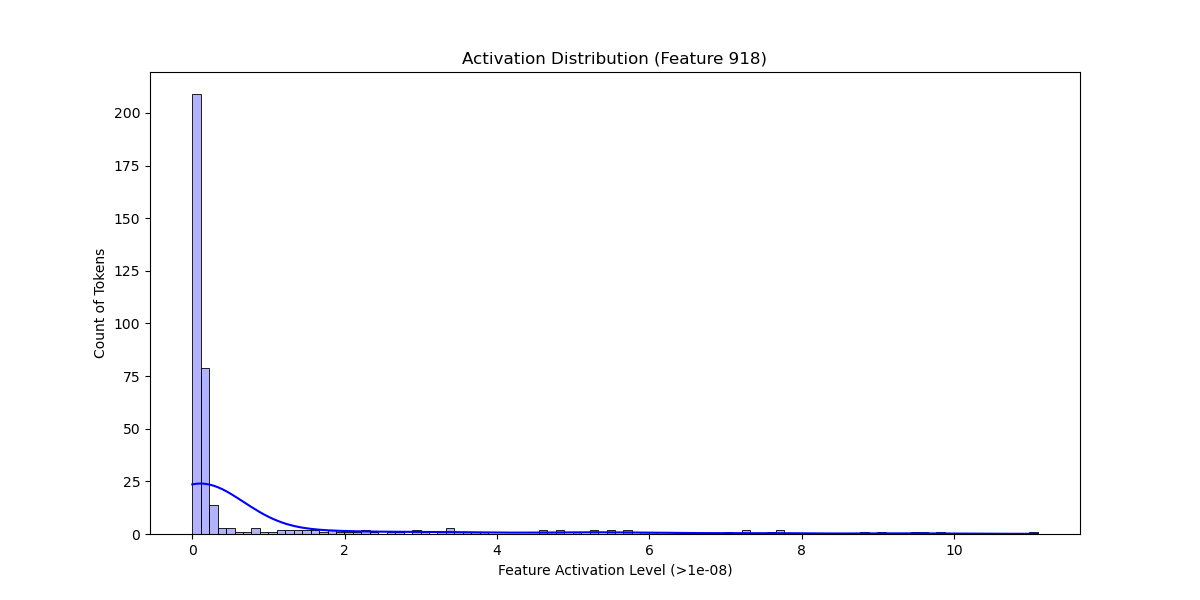 Activation Distribution (Feature 918)
200
175
150
125
100
75
50
25
0
Count of Tokens
0 2 4 6 8 10
Feature Activation Level (>1e-08)